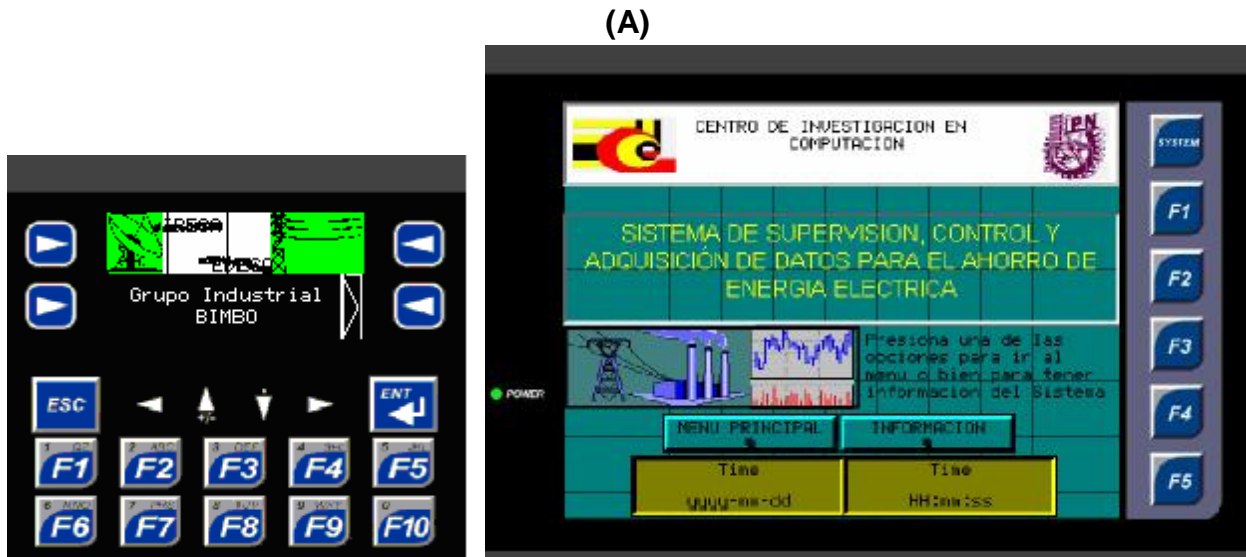 (A)
Grupo Industrial
BIMBO
ESC
+/-
ENT
F1
F2
F3
F4
F5
F6
F7
F8
F9
F10
CENTRO DE INVESTIGACION EN
COMPUTACION
IPN
SISTEMA DE SUPERVISION, CONTROL Y
ADQUISICIÓN DE DATOS PARA EL AHORRO DE
ENERGIA ELECTRICA
Presiona una de las
opciones para ir al
menu o bien para tener
informacion del Sistema
POWER
MENU PRINCIPAL
INFORMACION
Time
Time
yyyy-mm-dd
HH:mm:ss
SYSTEM
F1
F2
F3
F4
F5